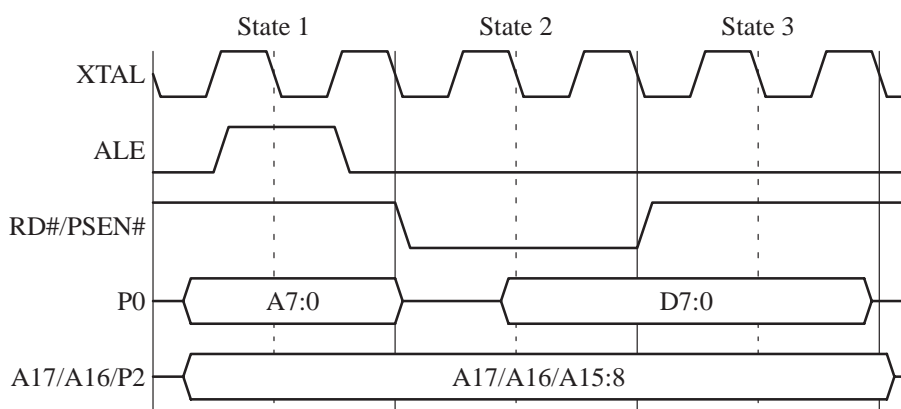 State 1 State 2 State 3
XTAL
ALE
RD#/PSEN#
P0 A7:0 D7:0
A17/A16/P2 A17/A16/A15:8